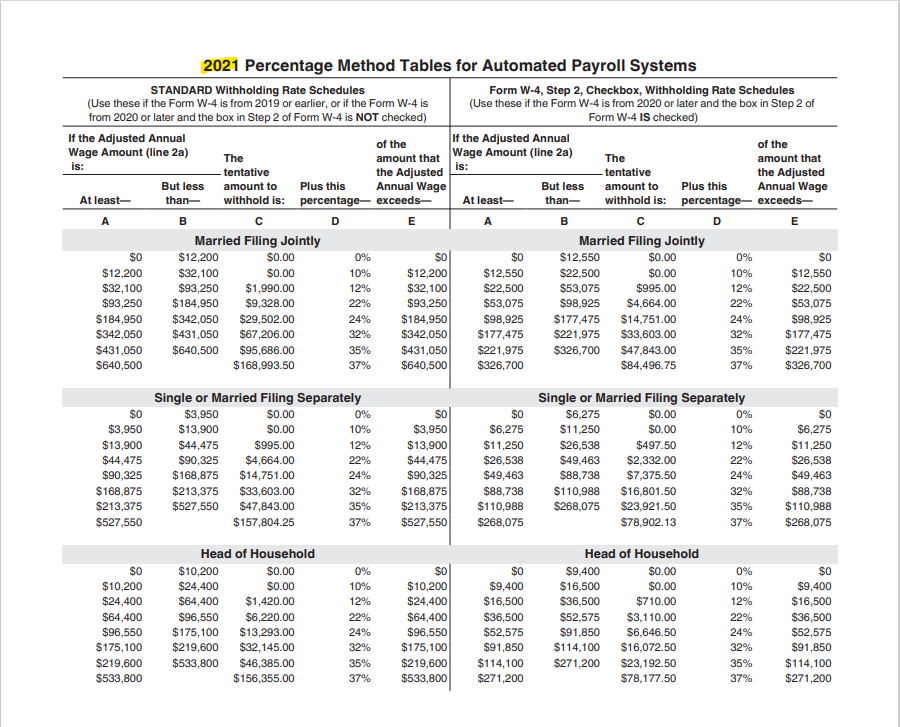 2021 Percentage Method Tables for Automated Payroll Systems
STANDARD Withholding Rate Schedules
(Use these if the Form W-4 is from 2019 or earlier, or if the Form W-4 is
from 2020 or later and the box in Step 2 of Form W-4 is NOT checked)
Form W-4, Step 2, Checkbox, Withholding Rate Schedules
(Use these if the Form W-4 is from 2020 or later and the box in Step 2 of
Form W-4 IS checked)
If the Adjusted Annual
Wage Amount (line 2a)
is:
At least—
But less
than—
The
tentative
amount to
withhold is:
Plus this
percentage—
of the
amount that
the Adjusted
Annual Wage
exceeds—
If the Adjusted Annual
Wage Amount (line 2a)
is:
At least—
But less
than—
The
tentative
amount to
withhold is:
Plus this
percentage—
of the
amount that
the Adjusted
Annual Wage
exceeds—
A B C D E A B C D E
Married Filing Jointly Married Filing Jointly
$0 $12,200 $0.00 0% $0 $0 $12,550 $0.00 0% $0
$12,200 $32,100 $0.00 10% $12,200 $12,550 $22,500 $0.00 10% $12,550
$32,100 $93,250 $1,990.00 12% $32,100 $22,500 $53,075 $995.00 12% $22,500
$93,250 $184,950 $9,328.00 22% $93,250 $53,075 $98,925 $4,664.00 22% $53,075
$184,950 $342,050 $29,502.00 24% $184,950 $98,925 $177,475 $14,751.00 24% $98,925
$342,050 $431,050 $67,206.00 32% $342,050 $177,475 $221,975 $33,603.00 32% $177,475
$431,050 $640,500 $95,686.00 35% $431,050 $221,975 $326,700 $47,843.00 35% $221,975
$640,500 $168,993.50 37% $640,500 $326,700 $84,496.75 37% $326,700
Single or Married Filing Separately Single or Married Filing Separately
$0 $3,950 $0.00 0% $0 $0 $6,275 $0.00 0% $0
$3,950 $13,900 $0.00 10% $3,950 $6,275 $11,250 $0.00 10% $6,275
$13,900 $44,475 $995.00 12% $13,900 $11,250 $26,538 $497.50 12% $11,250
$44,475 $90,325 $4,664.00 22% $44,475 $26,538 $49,463 $2,332.00 22% $26,538
$90,325 $168,875 $14,751.00 24% $90,325 $49,463 $88,738 $7,375.50 24% $49,463
$168,875 $213,375 $33,603.00 32% $168,875 $88,738 $110,988 $16,801.50 32% $88,738
$213,375 $527,550 $47,843.00 35% $213,375 $110,988 $268,075 $23,921.50 35% $110,988
$527,550 $157,804.25 37% $527,550 $268,075 $78,902.13 37% $268,075
Head of Household Head of Household
$0 $10,200 $0.00 0% $0 $0 $9,400 $0.00 0% $0
$10,200 $24,400 $0.00 10% $10,200 $9,400 $16,500 $0.00 10% $9,400
$24,400 $64,400 $1,420.00 12% $24,400 $16,500 $36,500 $710.00 12% $16,500
$64,400 $96,550 $6,220.00 22% $64,400 $36,500 $52,575 $3,110.00 22% $36,500
$96,550 $175,100 $13,293.00 24% $96,550 $52,575 $91,850 $6,646.50 24% $52,575
$175,100 $219,600 $32,145.00 32% $175,100 $91,850 $114,100 $16,072.50 32% $91,850
$219,600 $533,800 $46,385.00 35% $219,600 $114,100 $271,200 $23,192.50 35% $114,100
$533,800 $156,355.00 37% $533,800 $271,200 $78,177.50 37% $271,200